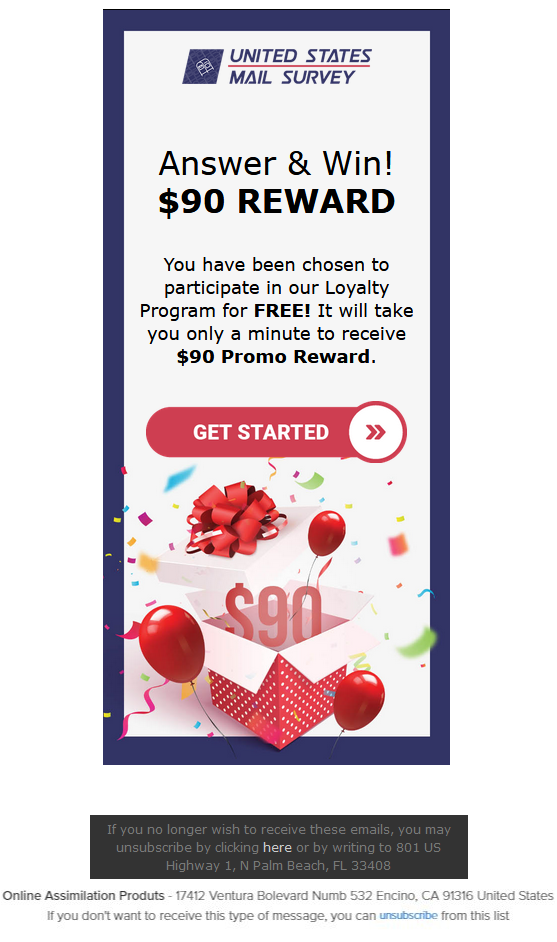 UNITED STATES
MAIL SURVEY
Answer & Win!
$90 REWARD
You have been chosen to
participate in our Loyalty
Program for FREE! It will take
you only a minute to receive
$90 Promo Reward.
GET STARTED
$90
If you no longer wish to receive these emails, you may
unsubscribe by clicking here or by writing to 801 US
Highway 1, N Palm Beach, FL 33408
Online Assimilation Produts - 17412 Ventura Bolevard Numb 532 Encino, CA 91316 United States
If you don't want to receive this type of message, you can unsubscribe from this list